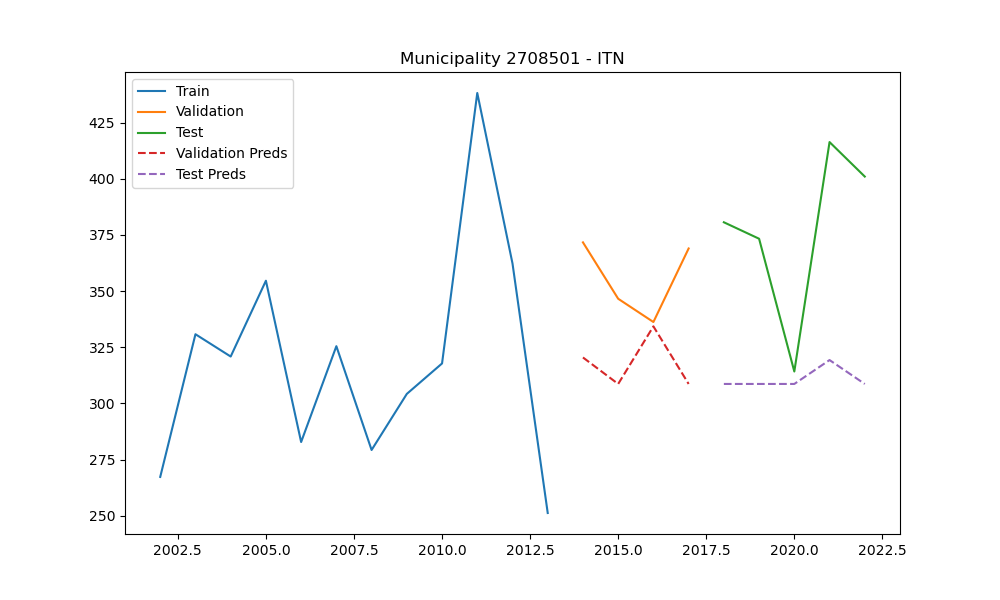 Municipality 2708501 - ITN
Train
Validation
Test
Validation Preds
Test Preds
425
400
375
350
325
300
275
250
2002.5 2005.0 2007.5 2010.0 2012.5 2015.0 2017.5 2020.0 2022.5